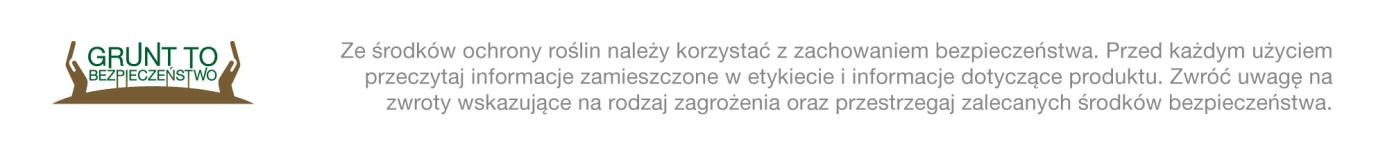 GRUNT TO
BEZPIECZEŃSTWO
Ze środków ochrony roślin należy korzystać z zachowaniem bezpieczeństwa. Przed każdym użyciem
przeczytaj informacje zamieszczone w etykiecie i informacje dotyczące produktu. Zwróć uwagę na
zwroty wskazujące na rodzaj zagrożenia oraz przestrzegaj zalecanych środków bezpieczeństwa.